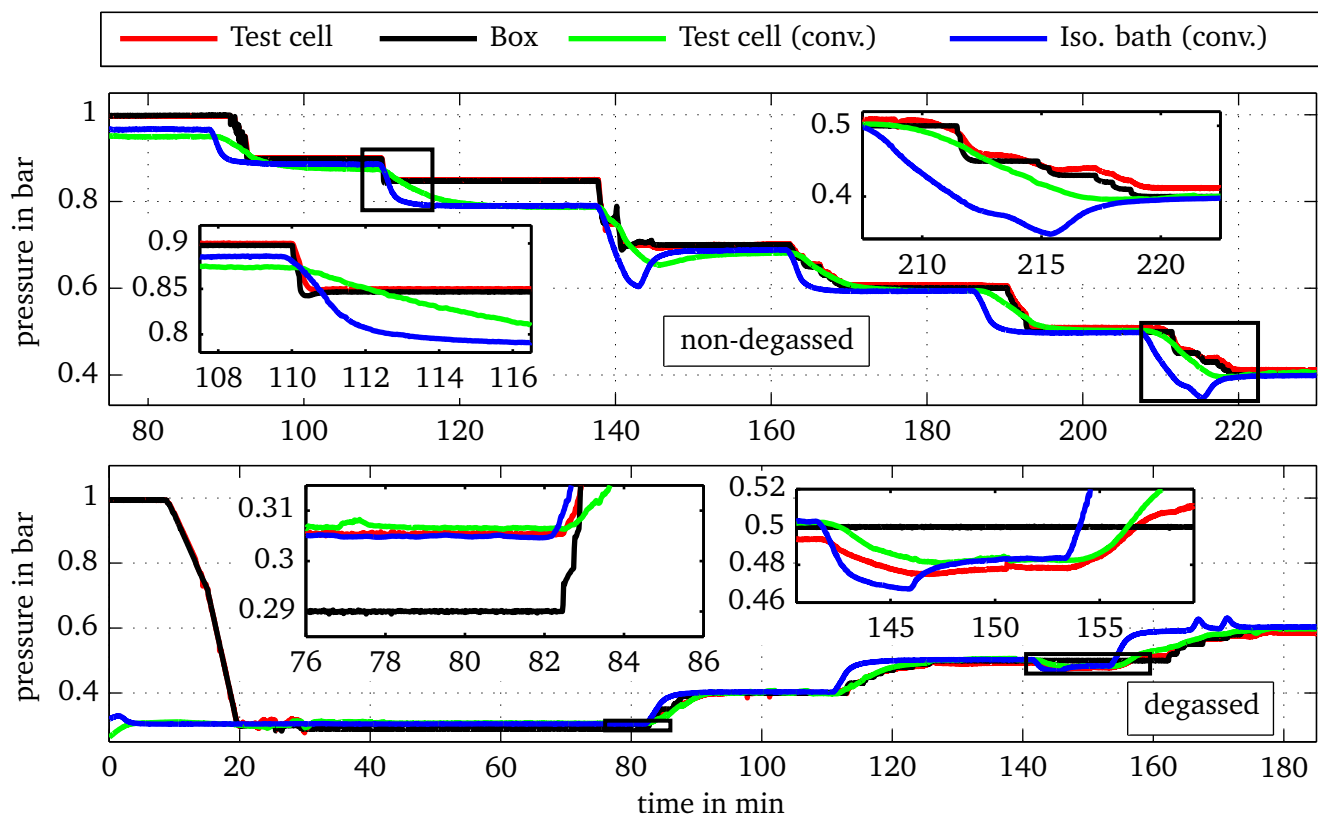 Test cell Box Test cell (conv.) Iso. bath (conv.)
pressure in bar
1
0.8
0.6
0.4
80 100 120 140 160 180 200 220
0.9
0.85
0.8
108 110 112 114 116
0.5
0.4
210 215 220
non-degassed
pressure in bar
1
0.8
0.6
0.4
0 20 40 60 80 100 120 140 160 180
0.31
0.3
0.29
76 78 80 82 84 86
0.52
0.5
0.48
0.46
145 150 155
degassed
time in min